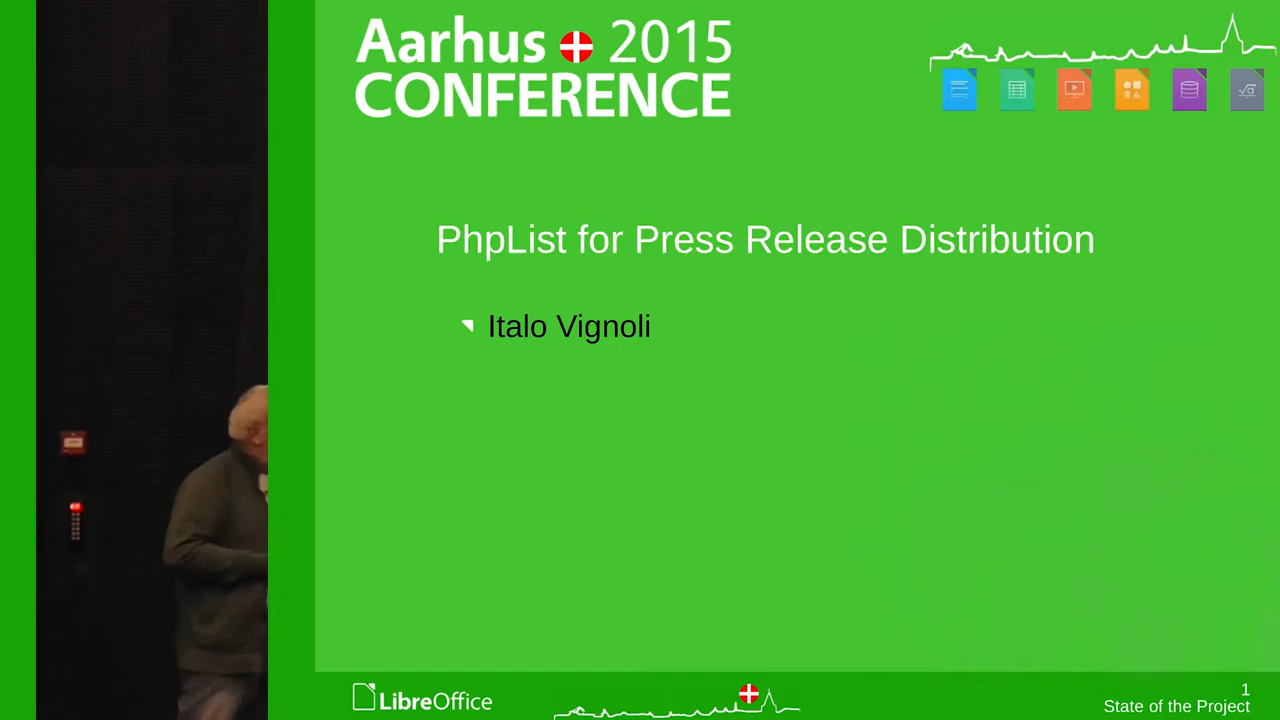 Aarhus 2015
CONFERENCE
PhpList for Press Release Distribution
Italo Vignoli
LibreOffice
1
State of the Project